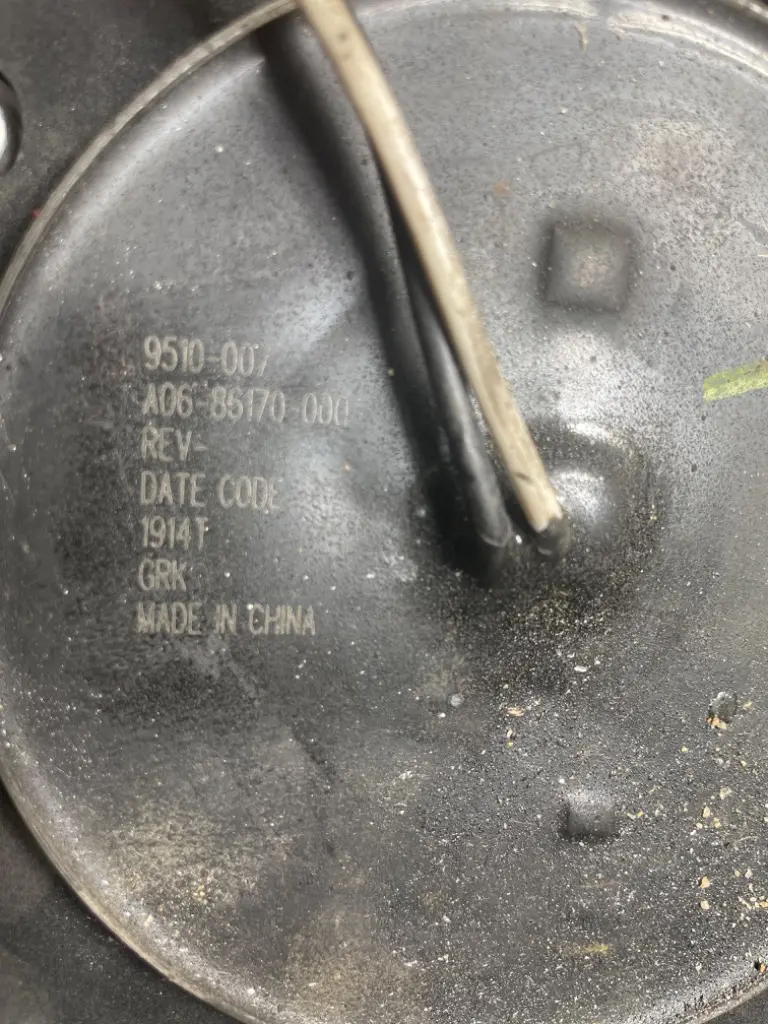 9510-007
A06-86170-000
REV-
DATE CODE
1914T
GRK
MADE IN CHINA